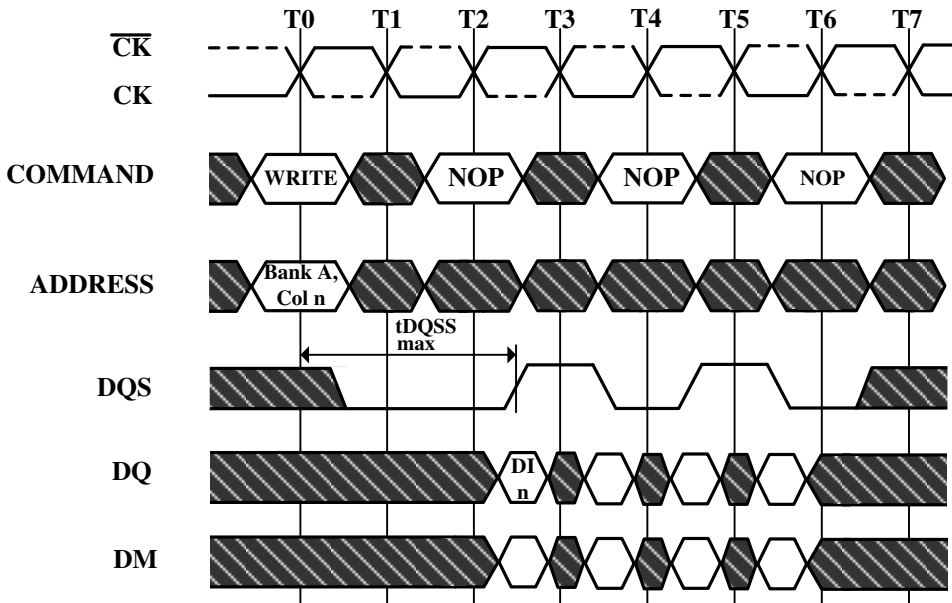 T0 T1 T2 T3 T4 T5 T6 T7
CK
CK
COMMAND
WRITE NOP NOP NOP
ADDRESS
Bank A,
Col n
tDQSS
max
DQS
DQ
DI
n
DM